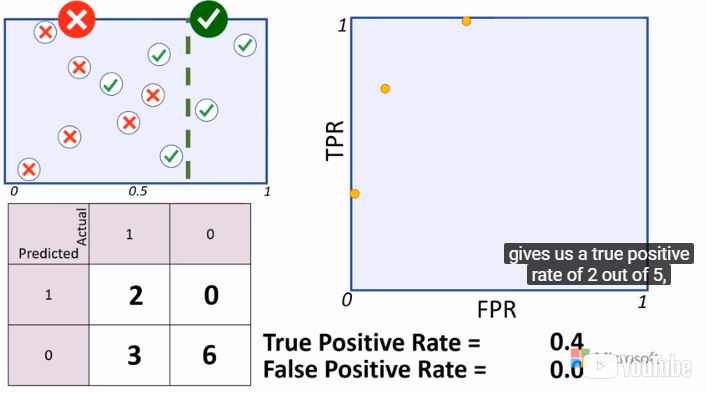 0 0.5 1
Actual
Predicted
1 0
1 2 0
0 3 6
1
TPR
0 FPR 1
gives us a true positive
rate of 2 out of 5,
True Positive Rate = 0.4
False Positive Rate = 0.0
Microsoft
YouTube